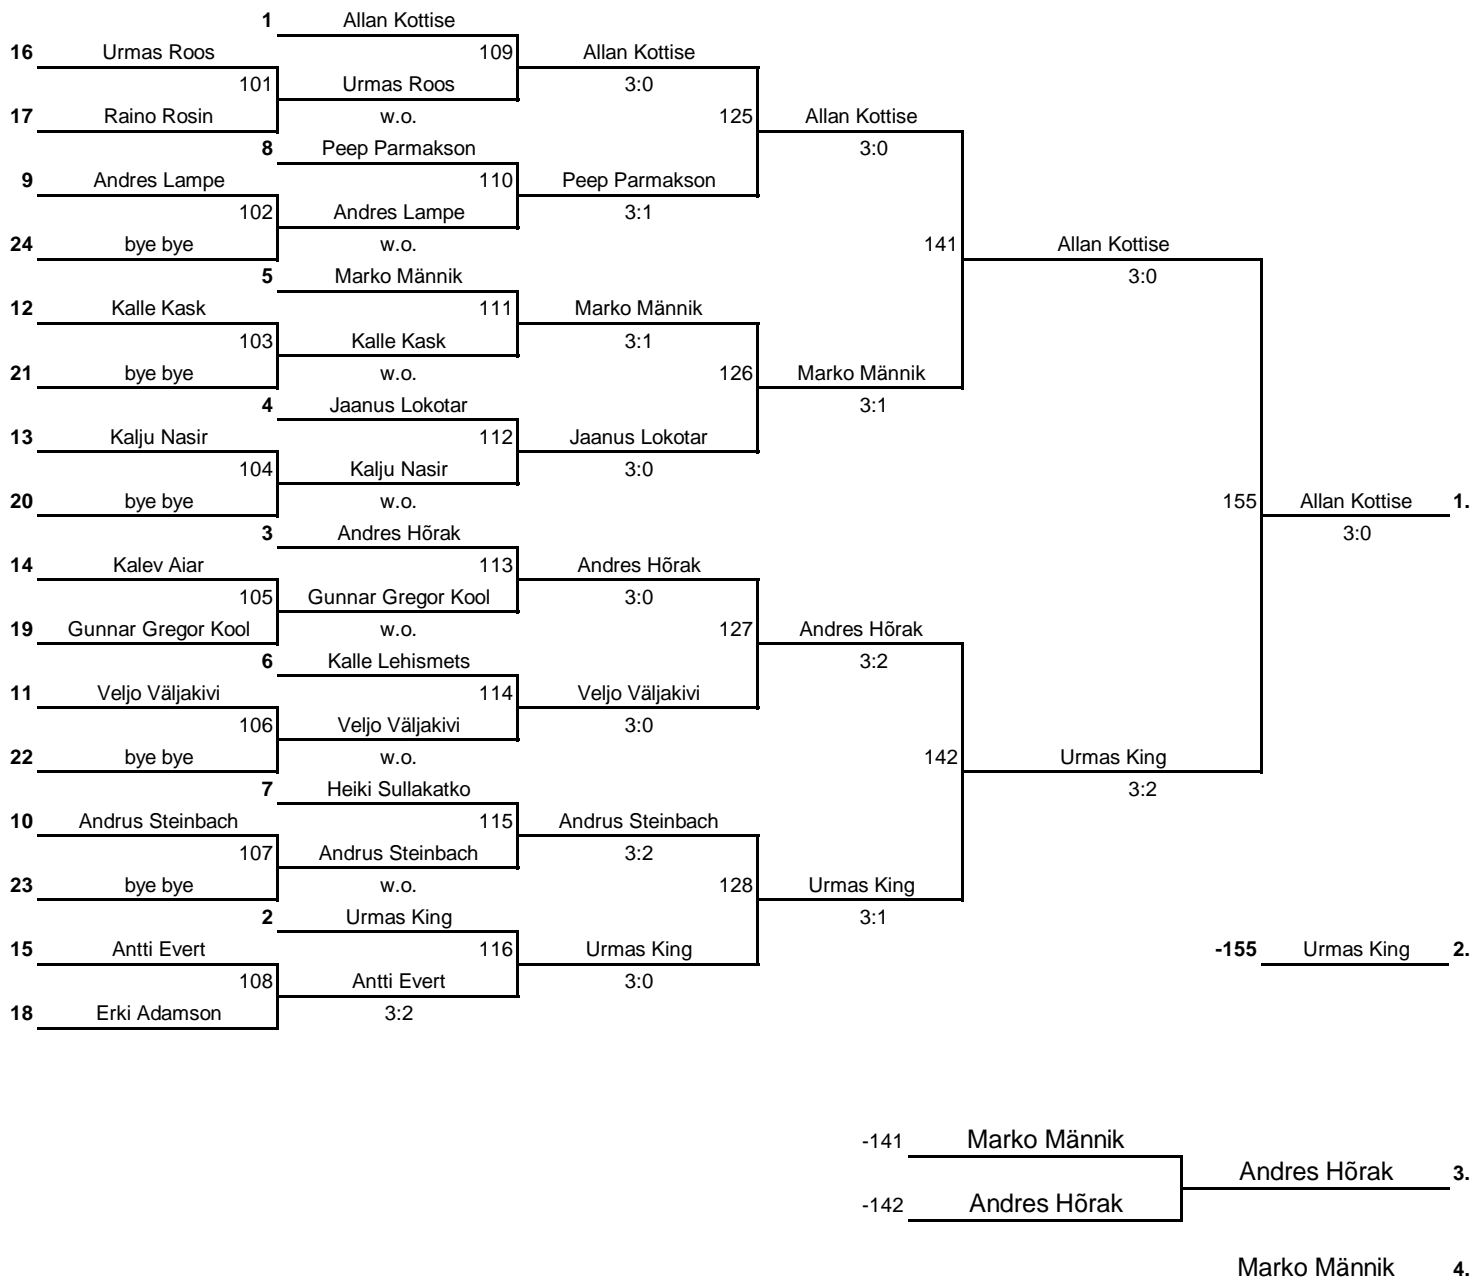 1 Allan Kottise
16 Urmas Roos 109 Allan Kottise
101 Urmas Roos 3:0
17 Raino Rosin w.o. 125 Allan Kottise
8 Peep Parmakson 3:0
9 Andres Lampe 110 Peep Parmakson
102 Andres Lampe 3:1
24 bye bye w.o. 141 Allan Kottise
5 Marko Männik 3:0
12 Kalle Kask 111 Marko Männik
103 Kalle Kask 3:1
21 bye bye w.o. 126 Marko Männik
4 Jaanus Lokotar 3:1
13 Kalju Nasir 112 Jaanus Lokotar
104 Kalju Nasir 3:0
20 bye bye w.o. 155 Allan Kottise 1.
3 Andres Hõrak 3:0
14 Kalev Aiar 113 Andres Hõrak
105 Gunnar Gregor Kool 3:0
19 Gunnar Gregor Kool w.o. 127 Andres Hõrak
6 Kalle Lehismets 3:2
11 Veljo Väljakivi 114 Veljo Väljakivi
106 Veljo Väljakivi 3:0
22 bye bye w.o. 142 Urmas King
7 Heiki Sullakatko 3:2
10 Andrus Steinbach 115 Andrus Steinbach
107 Andrus Steinbach 3:2
23 bye bye w.o. 128 Urmas King
2 Urmas King 3:1
15 Antti Evert 116 Urmas King -155 Urmas King 2.
108 Antti Evert 3:0
18 Erki Adamson 3:2
-141 Marko Männik
Andres Hõrak 3.
-142 Andres Hõrak
Marko Männik 4.